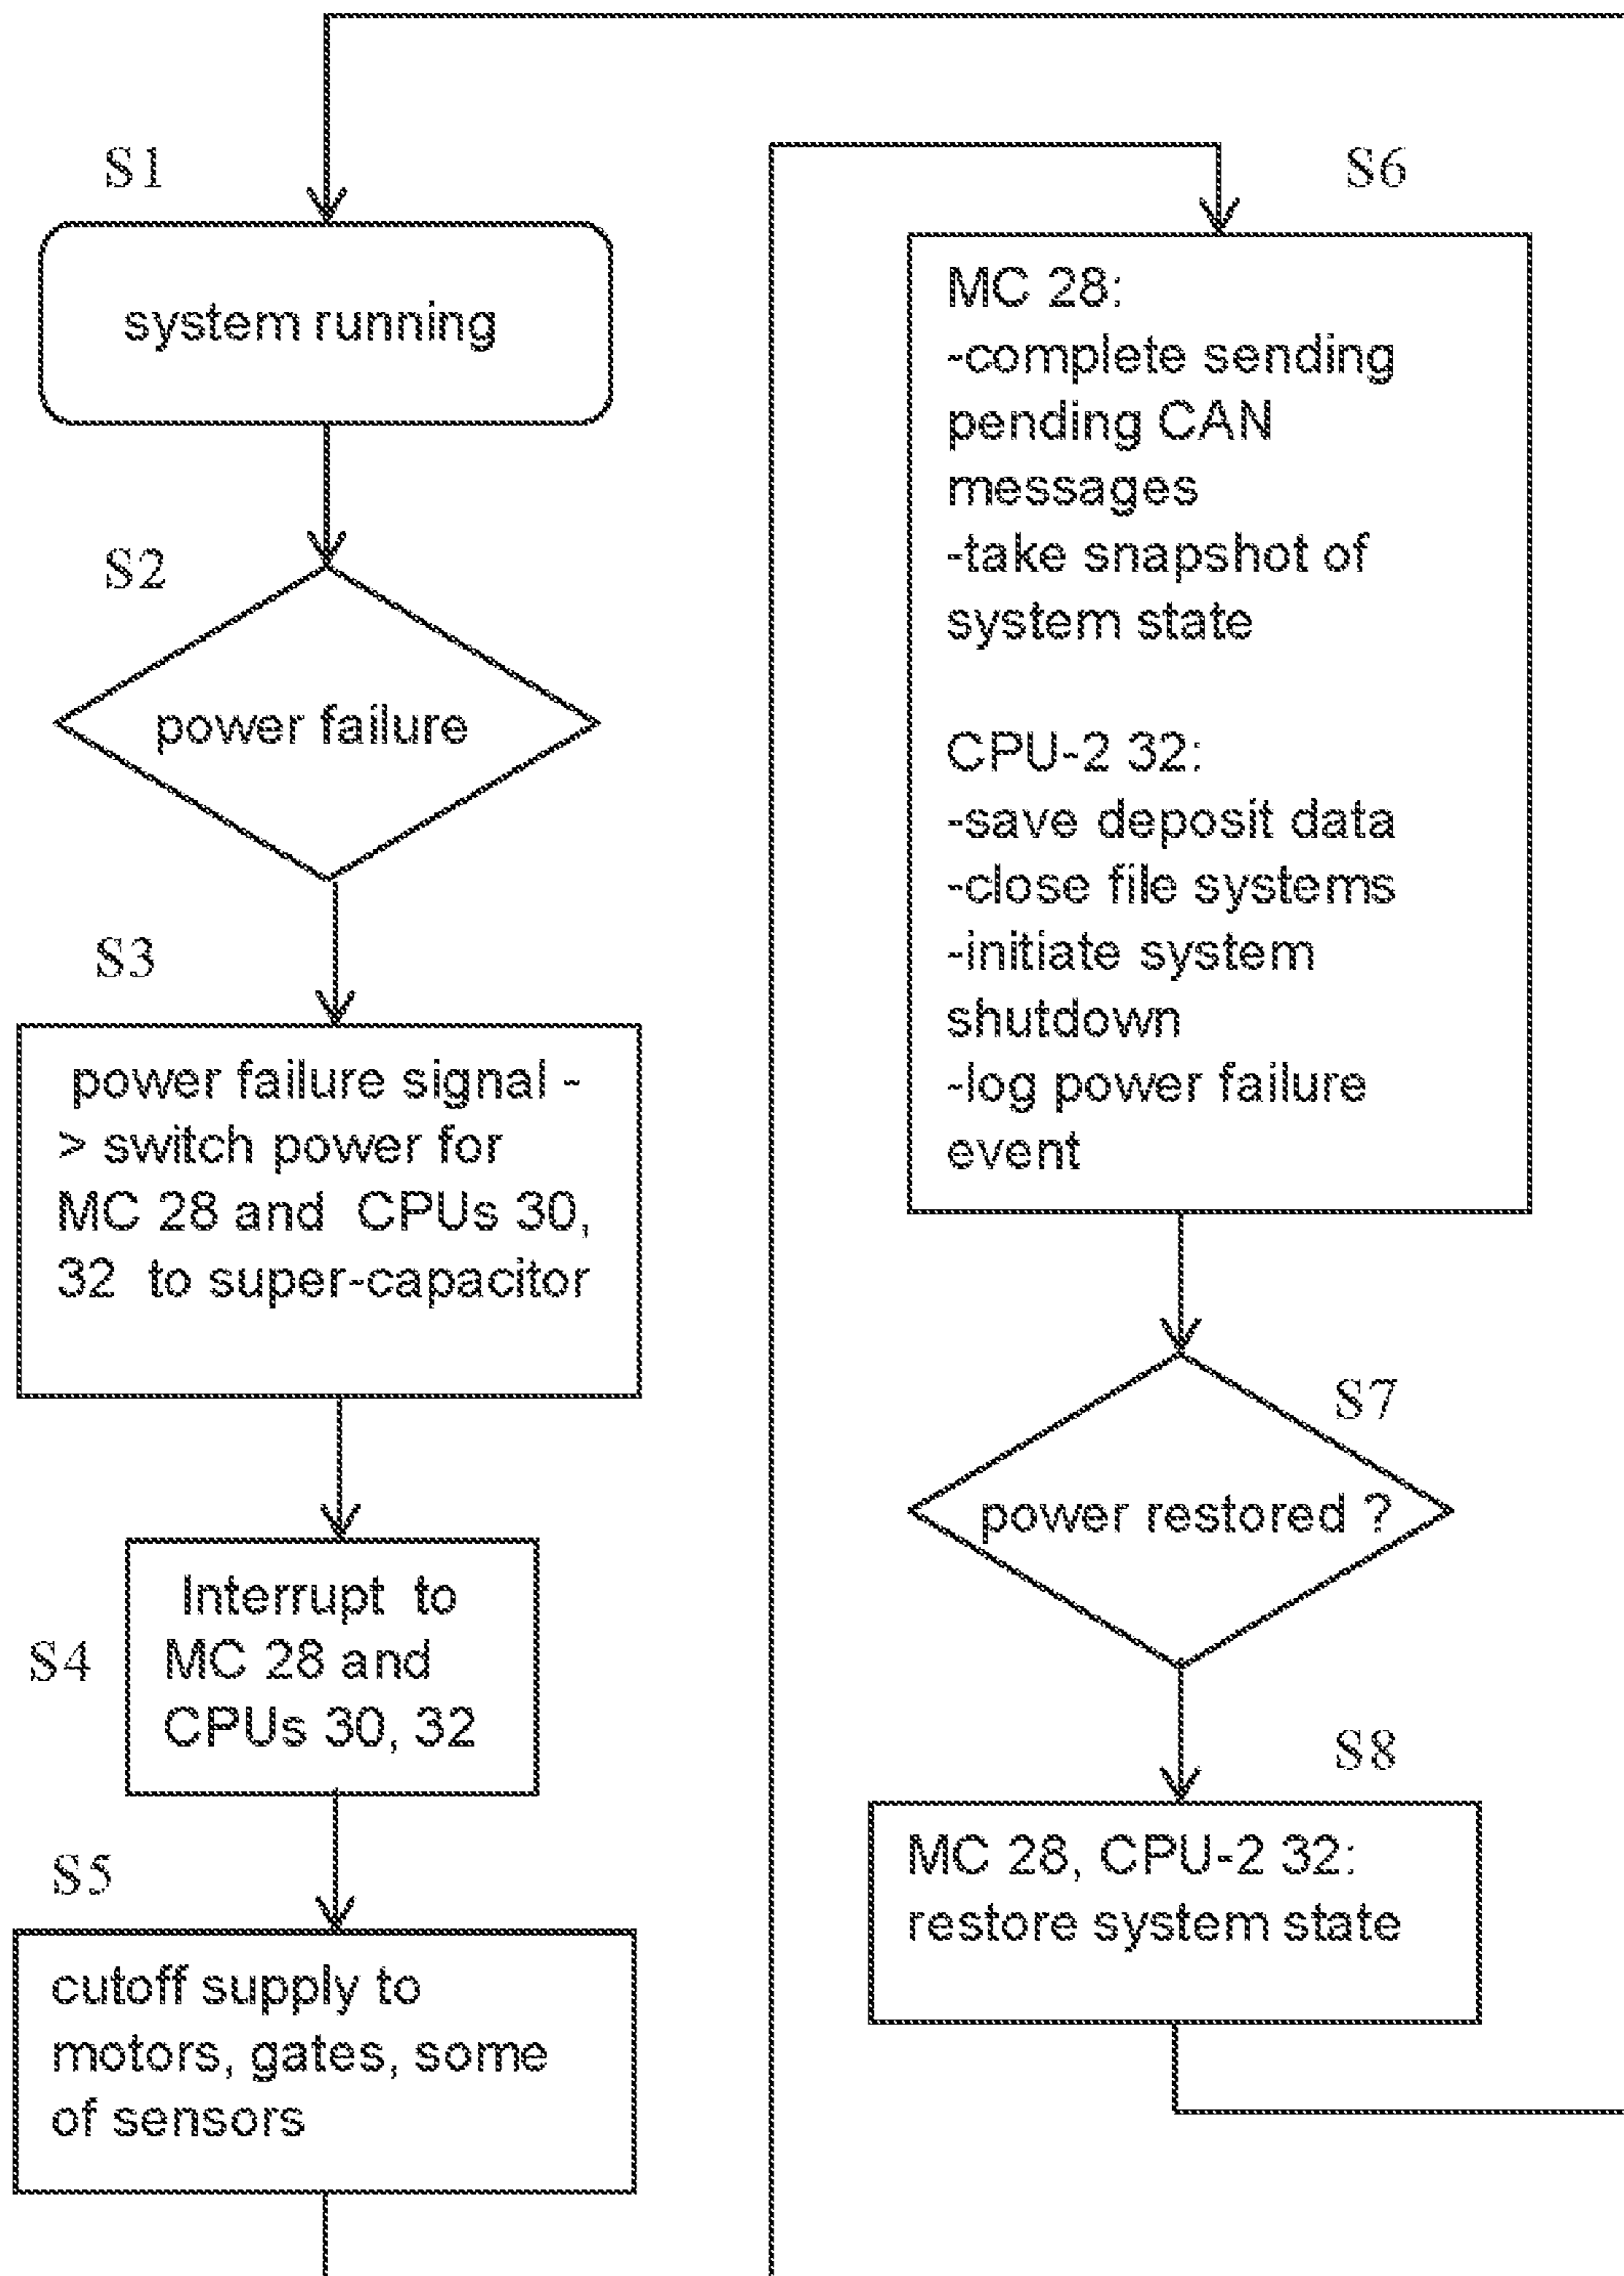 S1
system running
S2
power failure
S3
power failure signal -
> switch power for
MC 28 and CPUs 30,
32 to super-capacitor
S4
Interrupt to
MC 28 and
CPUs 30, 32
S5
cutoff supply to
motors, gates, some
of sensors
S6
MC 28:
-complete sending
pending CAN
messages
-take snapshot of
system state
CPU-2 32:
-save deposit data
-close file systems
-initiate system
shutdown
-log power failure
event
S7
power restored ?
S8
MC 28, CPU-2 32:
restore system state